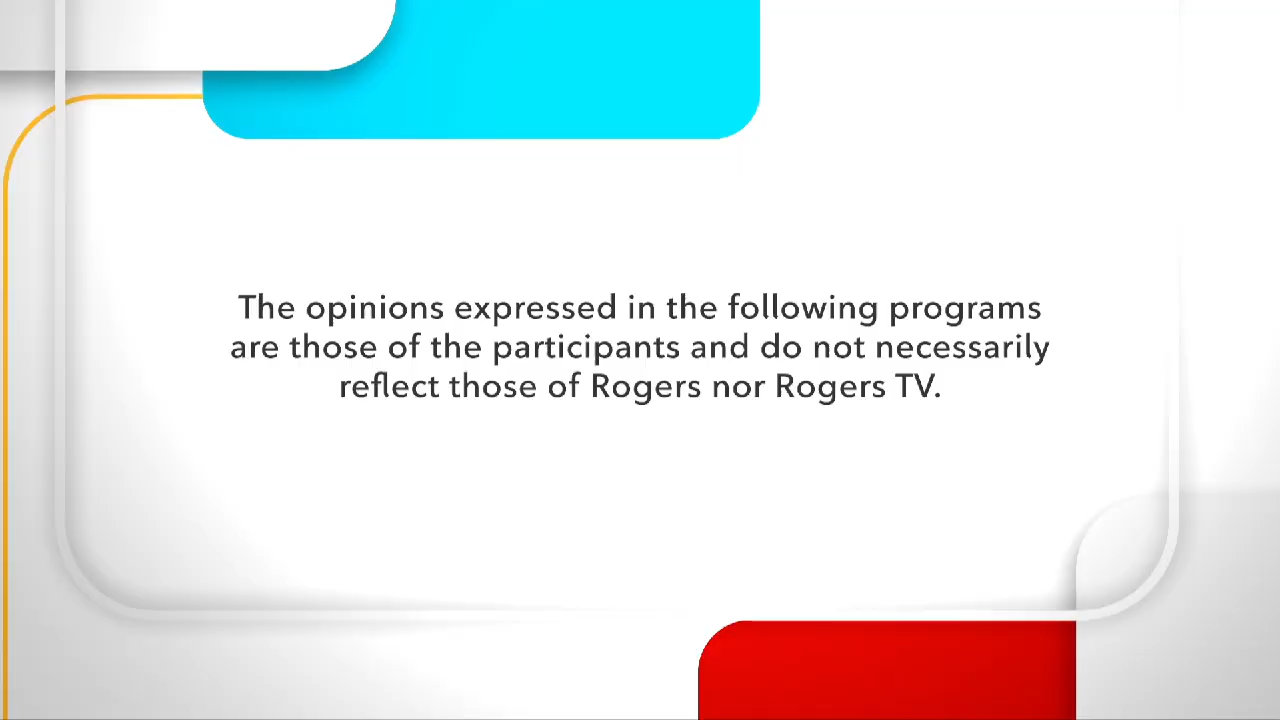 The opinions expressed in the following programs
are those of the participants and do not necessarily
reflect those of Rogers nor Rogers TV.